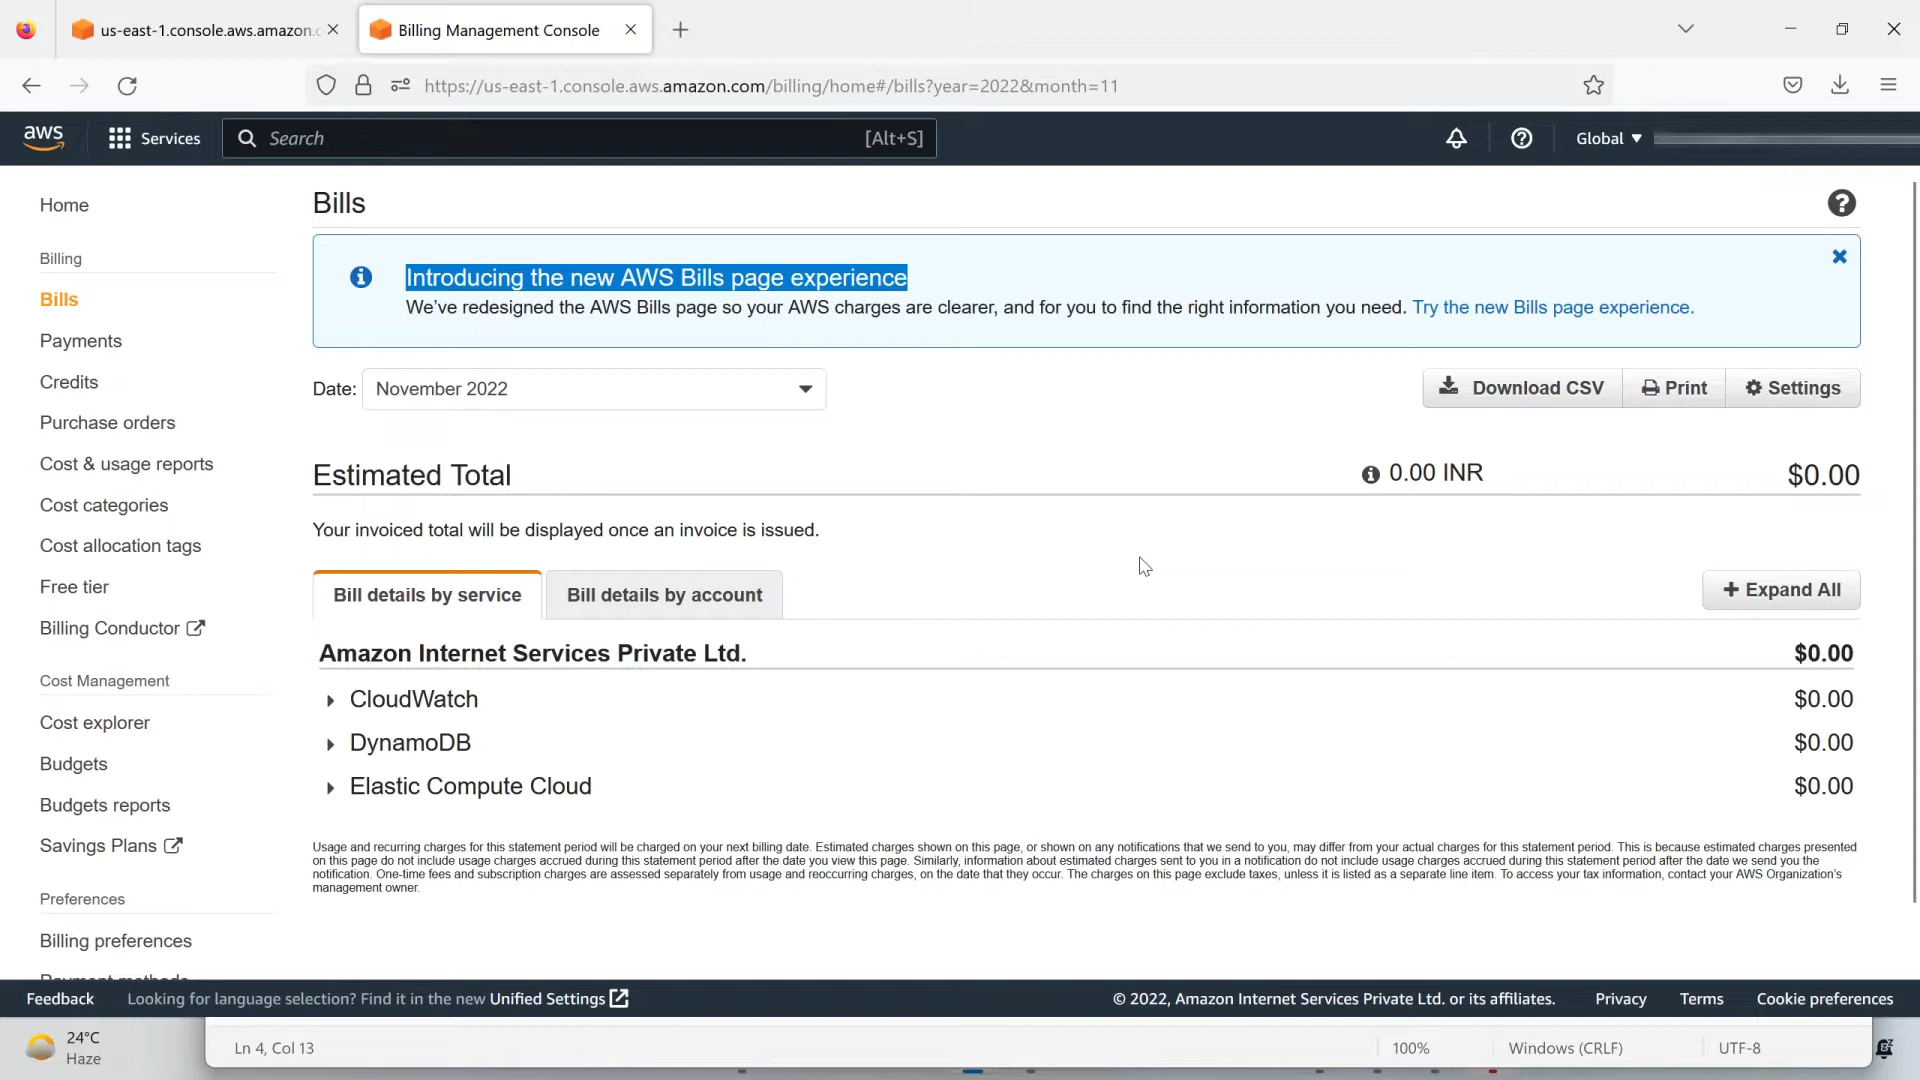 us-east-1.console.aws.amazon.c
Billing Management Console
https://us-east-1.console.aws.amazon.com/billing/home#/bills?year=2022&month=11
aws
Services
Search
[Alt+S]
Global
Home
Billing
Bills
Payments
Credits
Purchase orders
Cost & usage reports
Cost categories
Cost allocation tags
Free tier
Billing Conductor
Cost Management
Cost explorer
Budgets
Budgets reports
Savings Plans
Preferences
Billing preferences
Payment methods
Bills
Introducing the new AWS Bills page experience
We've redesigned the AWS Bills page so your AWS charges are clearer, and for you to find the right information you need. Try the new Bills page experience.
Date: November 2022
Download CSV
Print
Settings
Estimated Total 0.00 INR $0.00
Your invoiced total will be displayed once an invoice is issued.
Bill details by service
Bill details by account
Expand All
Amazon Internet Services Private Ltd. $0.00
CloudWatch $0.00
DynamoDB $0.00
Elastic Compute Cloud $0.00
Usage and recurring charges for this statement period will be charged on your next billing date. Estimated charges shown on this page, or shown on any notifications that we send to you, may differ from your actual charges for this statement period. This is because estimated charges presented
on this page do not include usage charges accrued during this statement period after the date you view this page. Similarly, information about estimated charges sent to you in a notification do not include usage charges accrued during this statement period after the date we send you the
notification. One-time fees and subscription charges are assessed separately from usage and reoccurring charges, on the date that they occur. The charges on this page exclude taxes, unless it is listed as a separate line item. To access your tax information, contact your AWS Organization's
management owner.
Feedback
Looking for language selection? Find it in the new Unified Settings
© 2022, Amazon Internet Services Private Ltd. or its affiliates.
Privacy
Terms
Cookie preferences
24°C
Haze
Ln 4, Col 13
100%
Windows (CRLF)
UTF-8